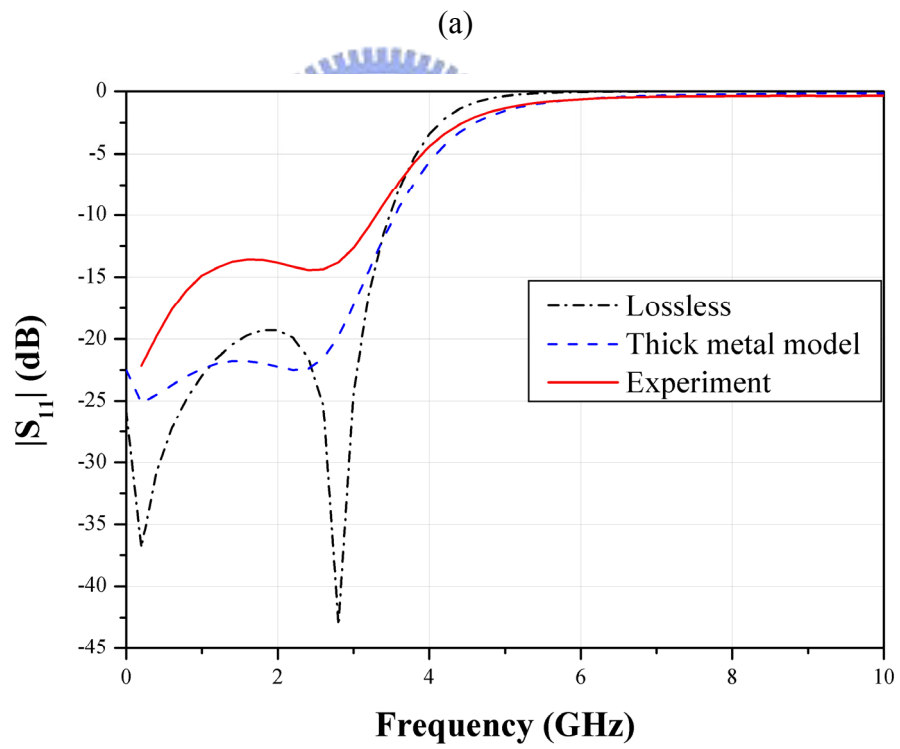 (a)
0
-5
-10
-15
-20
-25
-30
-35
-40
-45
|S₁₁| (dB)
Lossless
Thick metal model
Experiment
0 2 4 6 8 10
Frequency (GHz)